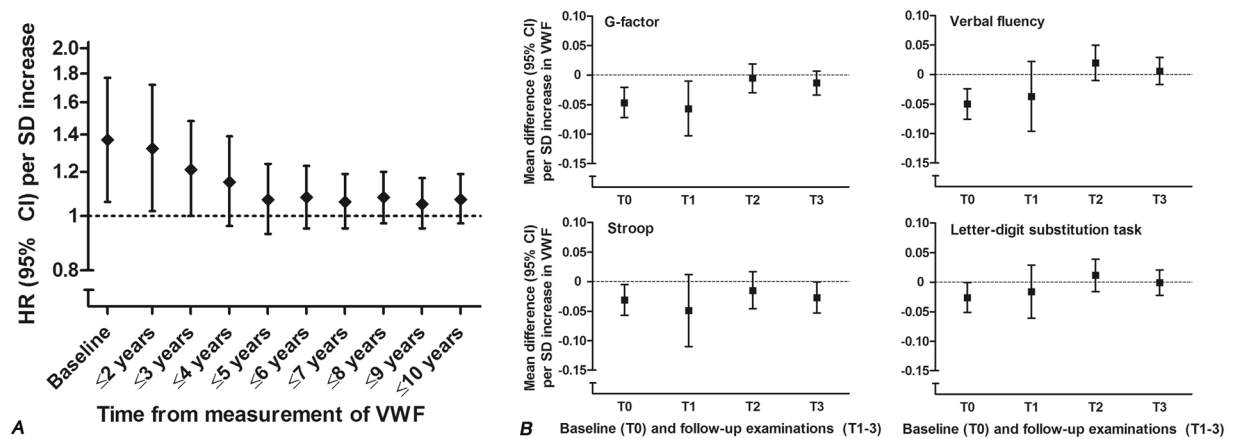 HR (95% CI) per SD increase
2.0
1.8
1.6
1.4
1.2
1
0.8
Baseline
≤2 years
≤3 years
≤4 years
≤5 years
≤6 years
≤7 years
≤8 years
≤9 years
≤10 years
Time from measurement of VWF
A
Mean difference (95% CI)
per SD increase in VWF
0.10
0.05
0
-0.05
-0.10
-0.15
G-factor
T0 T1 T2 T3
0.10
0.05
0
-0.05
-0.10
-0.15
Verbal fluency
T0 T1 T2 T3
Mean difference (95% CI)
per SD increase in VWF
0.10
0.05
0
-0.05
-0.10
-0.15
Stroop
T0 T1 T2 T3
0.10
0.05
0
-0.05
-0.10
-0.15
Letter-digit substitution task
T0 T1 T2 T3
B
Baseline (T0) and follow-up examinations (T1-3)
Baseline (T0) and follow-up examinations (T1-3)